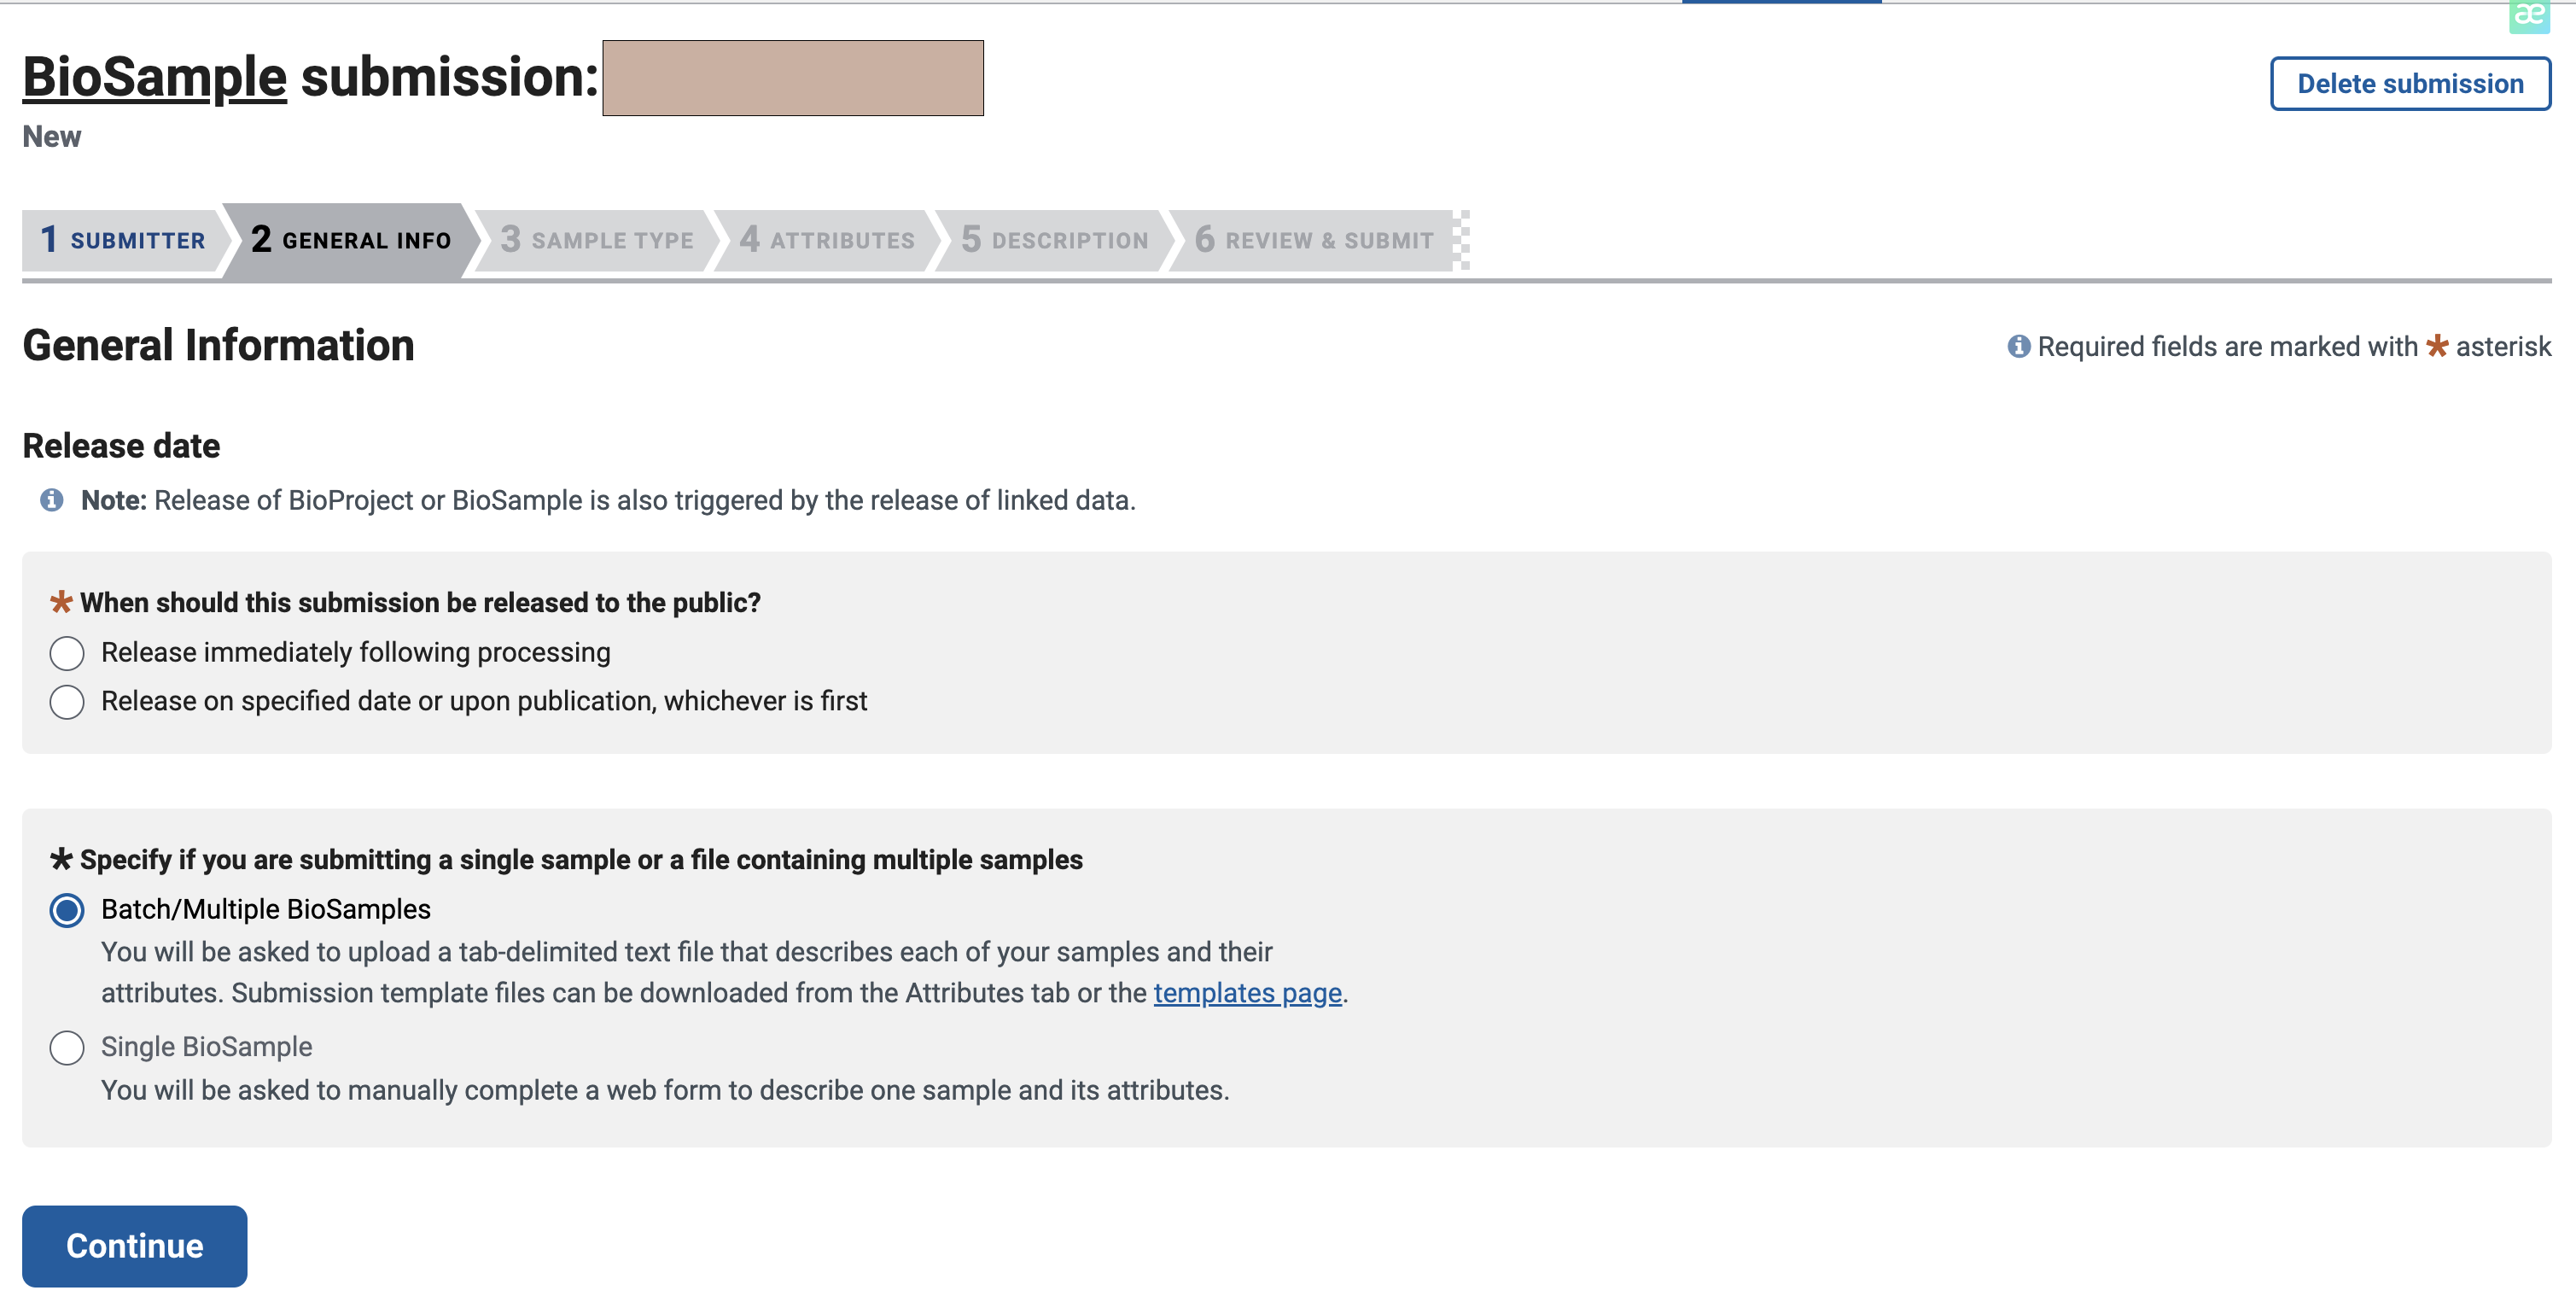 æ
BioSample submission:
Delete submission
New
1 SUBMITTER 2 GENERAL INFO 3 SAMPLE TYPE 4 ATTRIBUTES 5 DESCRIPTION 6 REVIEW & SUBMIT
General Information
Required fields are marked with * asterisk
Release date
Note: Release of BioProject or BioSample is also triggered by the release of linked data.
* When should this submission be released to the public?
Release immediately following processing
Release on specified date or upon publication, whichever is first
* Specify if you are submitting a single sample or a file containing multiple samples
Batch/Multiple BioSamples
You will be asked to upload a tab-delimited text file that describes each of your samples and their
attributes. Submission template files can be downloaded from the Attributes tab or the templates page.
Single BioSample
You will be asked to manually complete a web form to describe one sample and its attributes.
Continue